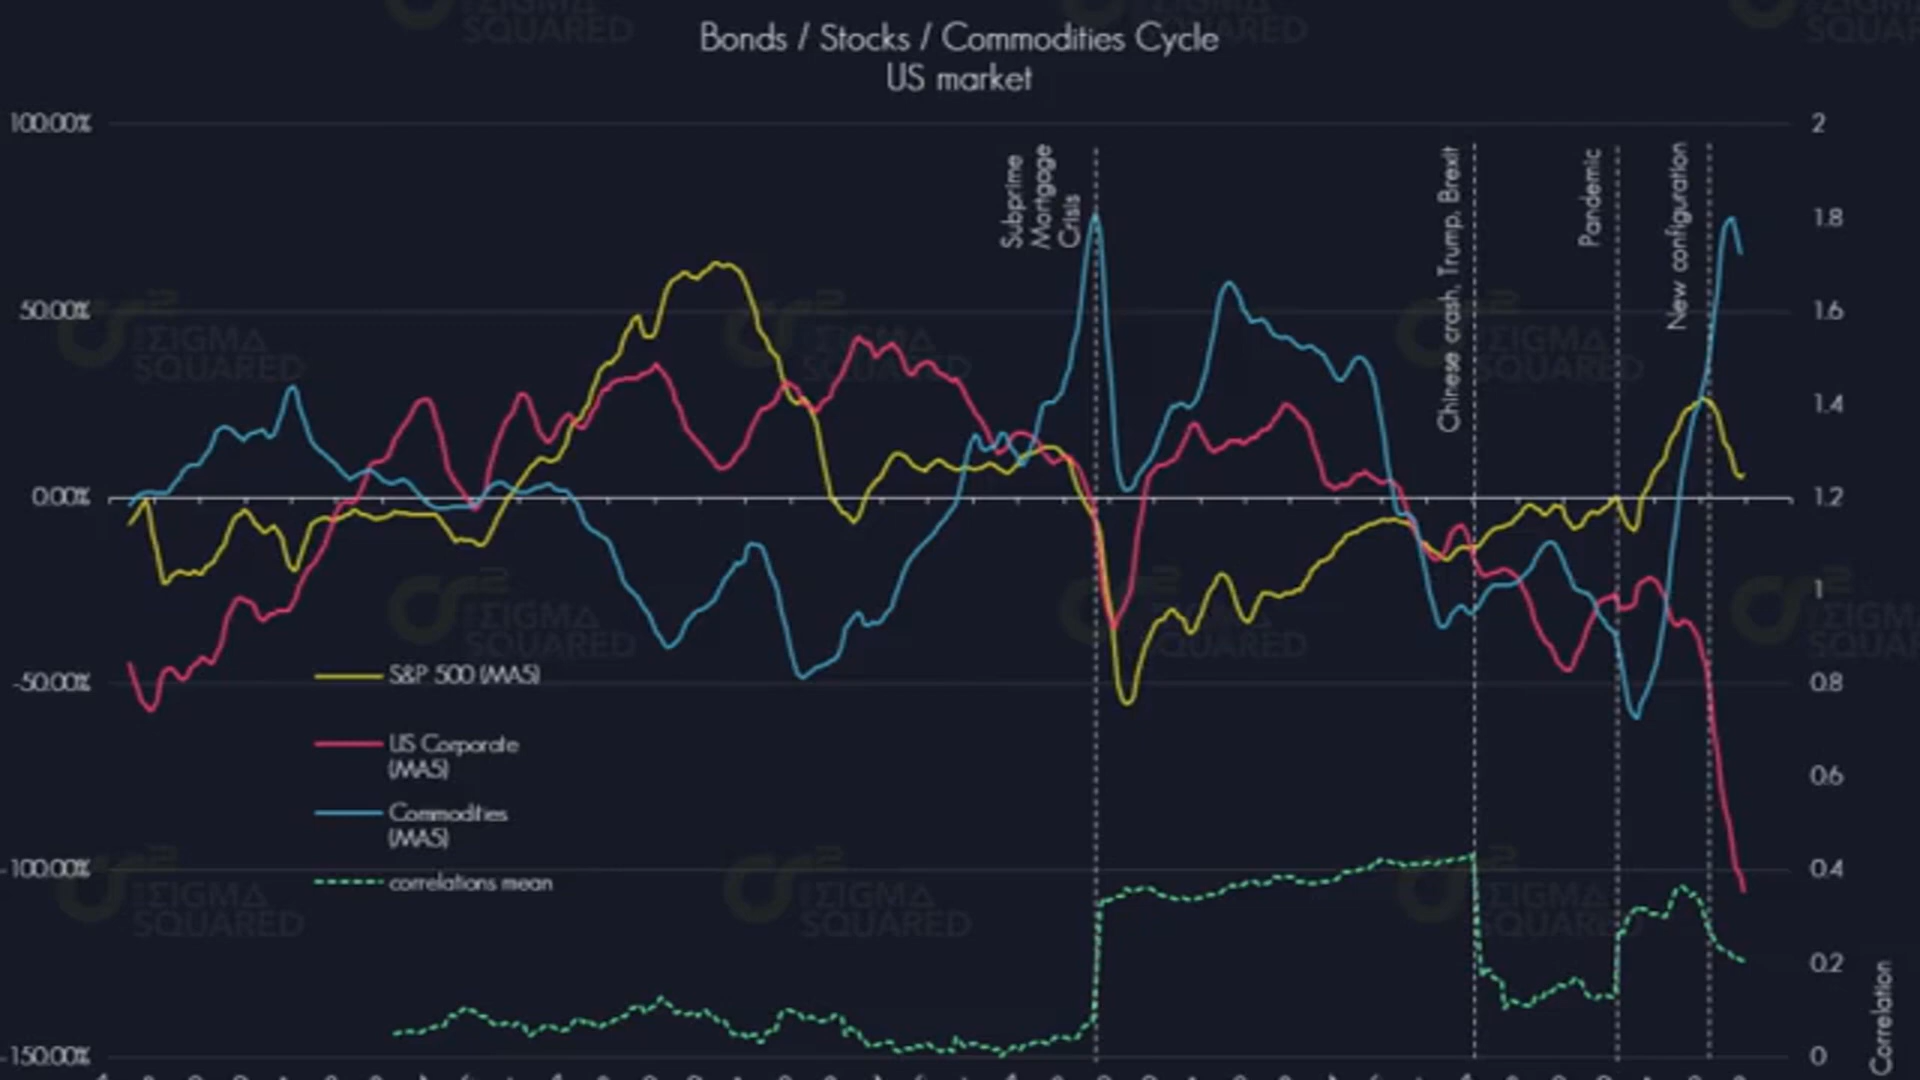 Bonds / Stocks / Commodities Cycle
US market
100.00%
50.00%
0.00%
-50.00%
-100.00%
-150.00%
2
1.8
1.6
1.4
1.2
1
0.8
0.6
0.4
0.2
0
Correlation
Subprime
Mortgage
Crisis
Chinese crash, Trump, Brexit
Pandemic
New configuration
S&P 500 (MA5)
US Corporate
(MA5)
Commodities
(MA5)
correlations mean